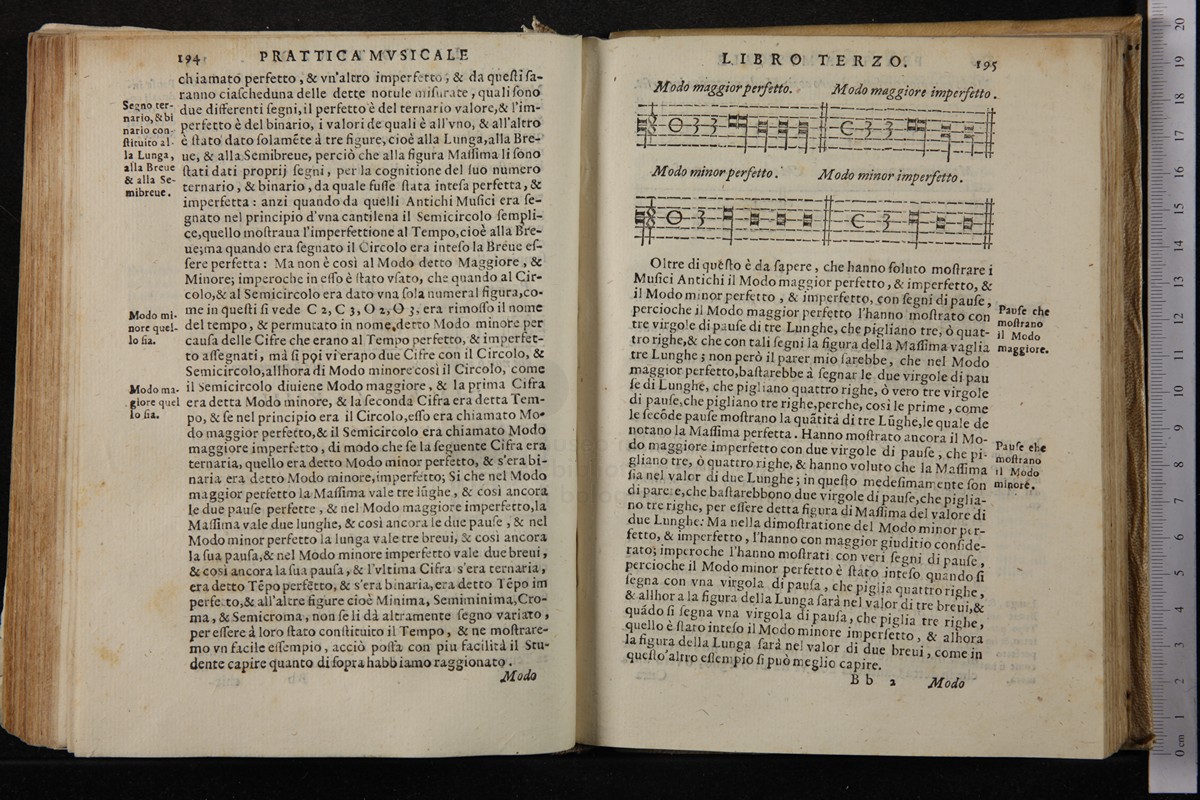 194 PRATTICA MVSICALE
chiamato perfetto, & vn'altro imperfetto; & da questi sa-
ranno ciascheduna delle dette notule misurate, quali sono
due differenti segni, il perfetto è del ternario valore, & l'im-
perfetto è del binario, i valori de quali è all'vno, & all'altro
è stato dato solamẽte à tre figure, cioè alla Lunga, alla Bre-
ue, & alla Semibreue, perciò che alla figura Massima li sono
stati dati proprij segni, per la cognitione del suo numero
ternario, & binario, da quale fusse stata intesa perfetta, &
imperfetta: anzi quando da quelli Antichi Musici era se-
gnato nel principio d'vna cantilena il Semicircolo sempli-
ce, quello mostraua l'imperfettione al Tempo, cioè alla Bre-
ue; ma quando era segnato il Circolo era inteso la Breue es-
sere perfetta: Ma non è così al Modo detto Maggiore, &
Minore; imperoche in esso è stato vsato, che quando al Cir-
colo, & al Semicircolo era dato vna sola numeral figura, co-
me in questi si vede C 2, C 3, O 2, O 3, era rimosso il nome
del tempo, & permutato in nome, detto Modo minore per
causa delle Cifre che erano al Tempo perfetto, & imperfet-
to assegnati, mà si poi vi erano due Cifre con il Circolo, &
Semicircolo, allhora di Modo minore così il Circolo, come
il Semicircolo diuiene Modo maggiore, & la prima Cifra
era detta Modo minore, & la seconda Cifra era detta Tem-
po, & se nel principio era il Circolo, esso era chiamato Mo-
do maggior perfetto, & il Semicircolo era chiamato Modo
maggiore imperfetto, di modo che se la seguente Cifra era
ternaria, quello era detto Modo minor perfetto, & s'era bi-
naria era detto Modo minore, imperfetto; Si che nel Modo
maggior perfetto la Massima vale tre lũghe, & così ancora
le due pause perfette, & nel Modo maggiore imperfetto, la
Massima vale due lunghe, & così ancora le due pause, & nel
Modo minor perfetto la lunga vale tre breui, & così ancora
la sua pausa, & nel Modo minore imperfetto vale due breui,
& così ancora la sua pausa, & l'vltima Cifra s'era ternaria,
era detto Tẽpo perfetto, & s'era binaria, era detto Tẽpo im
perfetto, & all'altre figure cioè Minima, Semiminima, Cro-
ma, & Semicroma, non se li dà altramente segno variato,
per essere à loro stato constituito il Tempo, & ne mostrare-
mo vn facile essempio, acciò possa con piu facilità il Stu-
dente capire quanto di sopra habbiamo raggionato.
Modo
Segno ter-
nario, & bi
nario con-
stituito al-
la Lunga,
alla Breue
& alla Se-
mibreue.
Modo mi-
nore quel-
lo sia.
Modo ma-
giore quel
lo sia.
LIBRO TERZO. 195
Modo maggior perfetto. Modo maggiore imperfetto.
Modo minor perfetto. Modo minor imperfetto.
Oltre di questo è da sapere, che hanno soluto mostrare i
Musici Antichi il Modo maggior perfetto, & imperfetto, &
il Modo minor perfetto, & imperfetto, con segni di pause,
percioche il Modo maggior perfetto l'hanno mostrato con
tre virgole di pause di tre Lunghe, che pigliano tre, ò quat-
tro righe, & che con tali segni la figura della Massima vaglia
tre Lunghe; non però il parer mio sarebbe, che nel Modo
maggior perfetto, bastarebbe à segnar le due virgole di pau
se di Lunghe, che pigliano quattro righe, ò vero tre virgole
di pause, che pigliano tre righe, perche, così le prime, come
le secõde pause mostrano la quãtità di tre Lũghe, le quale de
notano la Massima perfetta. Hanno mostrato ancora il Mo-
do maggiore imperfetto con due virgole di pause, che pi-
gliano tre, ò quattro righe, & hanno voluto che la Massima
sia nel valor di due Lunghe; in questo medesimamente son
di parere, che bastarebbono due virgole di pause, che piglia-
no tre righe, per essere detta figura di Massima del valore di
due Lunghe: Ma nella dimostratione del Modo minor per-
fetto, & imperfetto, l'hanno con maggior giuditio conside-
rato; imperoche l'hanno mostrati con veri segni di pause,
percioche il Modo minor perfetto è stato inteso quando si
segna con vna virgola di pausa, che piglia quattro righe,
& allhora la figura della Lunga sarà nel valor di tre breui, &
quãdo si segna vna virgola di pausa, che piglia tre righe,
quello è stato inteso il Modo minore imperfetto, & alhora
la figura della Lunga sarà nel valor di due breui, come in
questo altro essempio si può meglio capire.
Bb 2 Modo
Pause che
mostrano
il Modo
maggiore.
Pause che
mostrano
il Modo
minore.